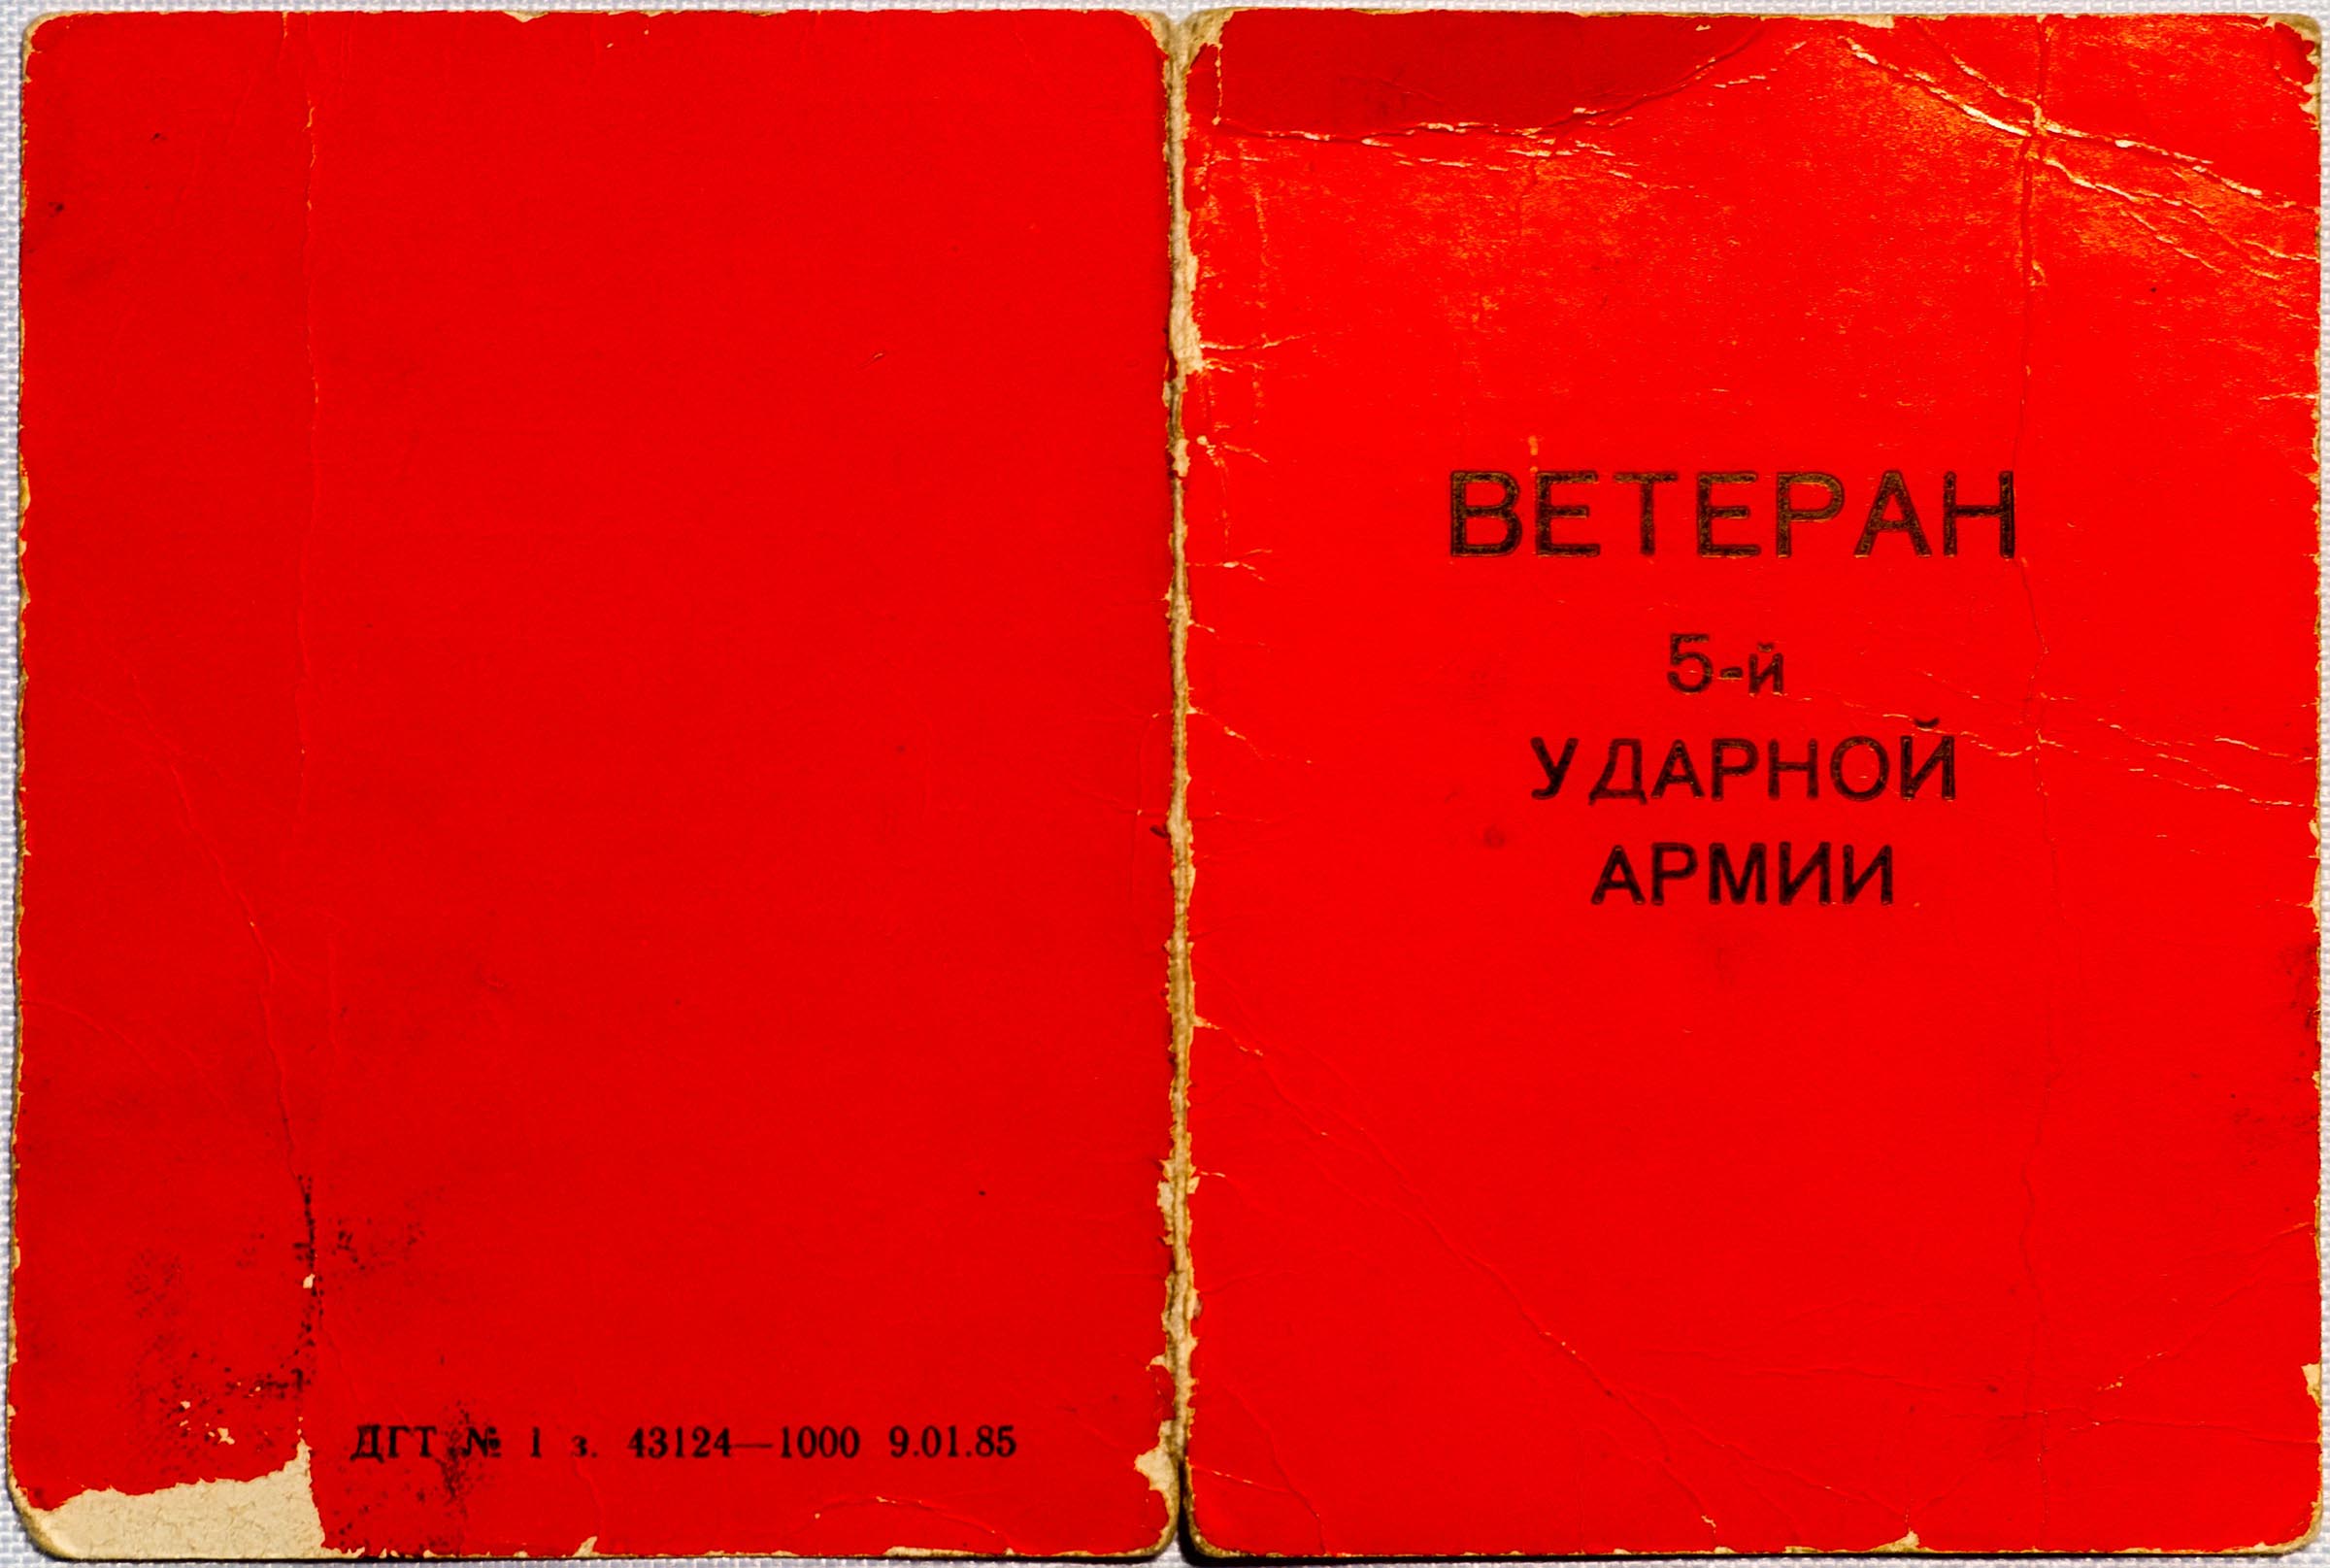 ДГТ № 1 з. 43124—1000 9.01.85
ВЕТЕРАН
5-й
УДАРНОЙ
АРМИИ